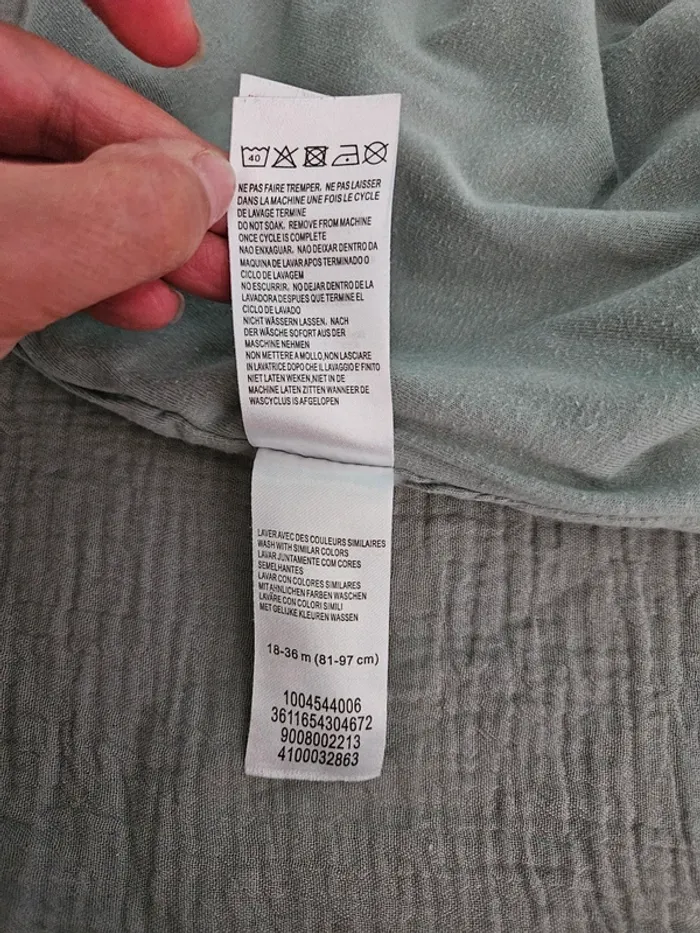 40
NE PAS FAIRE TREMPER, NE PAS LAISSER
DANS LA MACHINE UNE FOIS LE CYCLE
DE LAVAGE TERMINE
DO NOT SOAK. REMOVE FROM MACHINE
ONCE CYCLE IS COMPLETE
NAO ENXAGUAR. NAO DEIXAR DENTRO DA
MAQUINA DE LAVAR APOS TERMINADO O
CICLO DE LAVAGEM
NO ESCURRIR. NO DEJAR DENTRO DE LA
LAVADORA DESPUES QUE TERMINE EL
CICLO DE LAVADO
NICHT WÄSSERN LASSEN, NACH
DER WÄSCHE SOFORT AUS DER
MASCHINE NEHMEN
NON METTERE A MOLLO, NON LASCIARE
IN LAVATRICE DOPO CHE IL LAVAGGIO E' FINITO
NIET LATEN WEKEN, NIET IN DE
MACHINE LATEN ZITTEN WANNEER DE
WASCYCLUS IS AFGELOPEN
LAVER AVEC DES COULEURS SIMILAIRES
WASH WITH SIMILAR COLORS
LAVAR JUNTAMENTE COM CORES
SEMELHANTES
LAVAR CON COLORES SIMILARES
MIT ÄHNLICHEN FARBEN WASCHEN
LAVÂRE CON COLORI SIMILI
MET GELIJKE KLEUREN WASSEN
18-36 m (81-97 cm)
1004544006
3611654304672
9008002213
4100032863